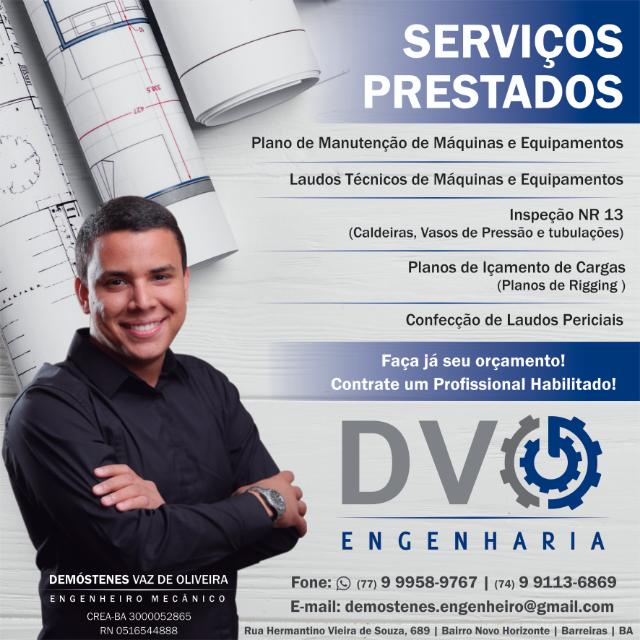 SERVIÇOS
PRESTADOS
Plano de Manutenção de Máquinas e Equipamentos
Laudos Técnicos de Máquinas e Equipamentos
Inspeção NR 13
(Caldeiras, Vasos de Pressão e tubulações)
Planos de Içamento de Cargas
(Planos de Rigging )
Confecção de Laudos Periciais
Faça já seu orçamento!
Contrate um Profissional Habilitado!
DVO
ENGENHARIA
DEMÓSTENES VAZ DE OLIVEIRA
ENGENHEIRO MECÂNICO
CREA-BA 3000052865
RN 0516544888
Fone: (77) 9 9958-9767 | (74) 9 9113-6869
E-mail: demostenes.engenheiro@gmail.com
Rua Hermantino Vieira de Souza, 689 | Bairro Novo Horizonte | Barreiras | BA